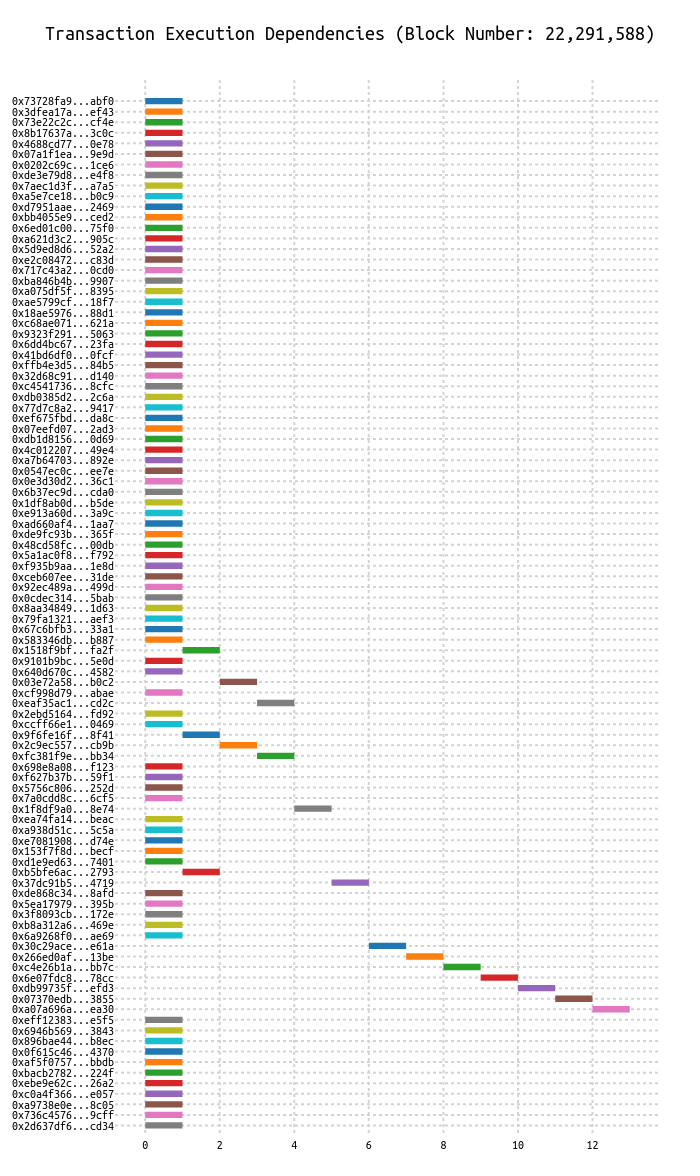 Transaction Execution Dependencies (Block Number: 22,291,588)
0x73728fa9...abf0
0x3dfea17a...ef43
0x73e22c2c...cf4e
0x8b17637a...3c0c
0x4688cd77...0e78
0x07a1f1ea...9e9d
0x0202c69c...1ce6
0xde3e79d8...e4f8
0x7aec1d3f...a7a5
0xa5e7ce18...b0c9
0xd7951aae...2469
0xbb4055e9...ced2
0x6ed01c00...75f0
0xa621d3c2...905c
0x5d9ed8d6...52a2
0xe2c08472...c83d
0x717c43a2...0cd0
0xba846b4b...9907
0xa075df5f...8395
0xae5799cf...18f7
0x18ae5976...88d1
0xc68ae071...621a
0x9323f291...5063
0x6dd4bc67...23fa
0x41bd6df0...0fcf
0xffb4e3d5...84b5
0x32d68c91...d140
0xc4541736...8cfc
0xdb0385d2...2c6a
0x77d7c8a2...9417
0xef675fbd...da8c
0x07eefd07...2ad3
0xdb1d8156...0d69
0x4c012207...49e4
0xa7b64703...892e
0x0547ec0c...ee7e
0x0e3d30d2...36c1
0x6b37ec9d...cda0
0x1df8ab0d...b5de
0xe913a60d...3a9c
0xad660af4...1aa7
0xde9fc93b...365f
0x48cd58fc...00db
0x5a1ac0f8...f792
0xf935b9aa...1e8d
0xceb607ee...31de
0x92ec489a...499d
0x0cdec314...5bab
0x8aa34849...1d63
0x79fa1321...aef3
0x67c6bfb3...33a1
0x583346db...b887
0x1518f9bf...fa2f
0x9101b9bc...5e0d
0x640d670c...4582
0x03e72a58...b0c2
0xcf998d79...abae
0xeaf35ac1...cd2c
0x2ebd5164...fd92
0xccff66e1...0469
0x9f6fe16f...8f41
0x2c9ec557...cb9b
0xfc381f9e...bb34
0x698e8a08...f123
0xf627b37b...59f1
0x5756c806...252d
0x7a0cdd8c...6cf5
0x1f8df9a0...8e74
0xea74fa14...beac
0xa938d51c...5c5a
0xe7081908...d74e
0x153f7f8d...becf
0xd1e9ed63...7401
0xb5bfe6ac...2793
0x37dc91b5...4719
0xde868c34...8afd
0x5ea17979...395b
0x3f8093cb...172e
0xb8a312a6...469e
0x6a9268f0...ae69
0x30c29ace...e61a
0x266ed0af...13be
0xc4e26b1a...bb7c
0x6e07fdc8...78cc
0xdb99735f...efd3
0x07370edb...3855
0xa07a696a...ea30
0xeff12383...e5f5
0x6946b569...3843
0x896bae44...b8ec
0x0f615c46...4370
0xaf5f0757...bbdb
0xbacb2782...224f
0xebe9e62c...26a2
0xc0a4f366...e057
0xa9738e0e...8c05
0x736c4576...9cff
0x2d637df6...cd34
0 2 4 6 8 10 12